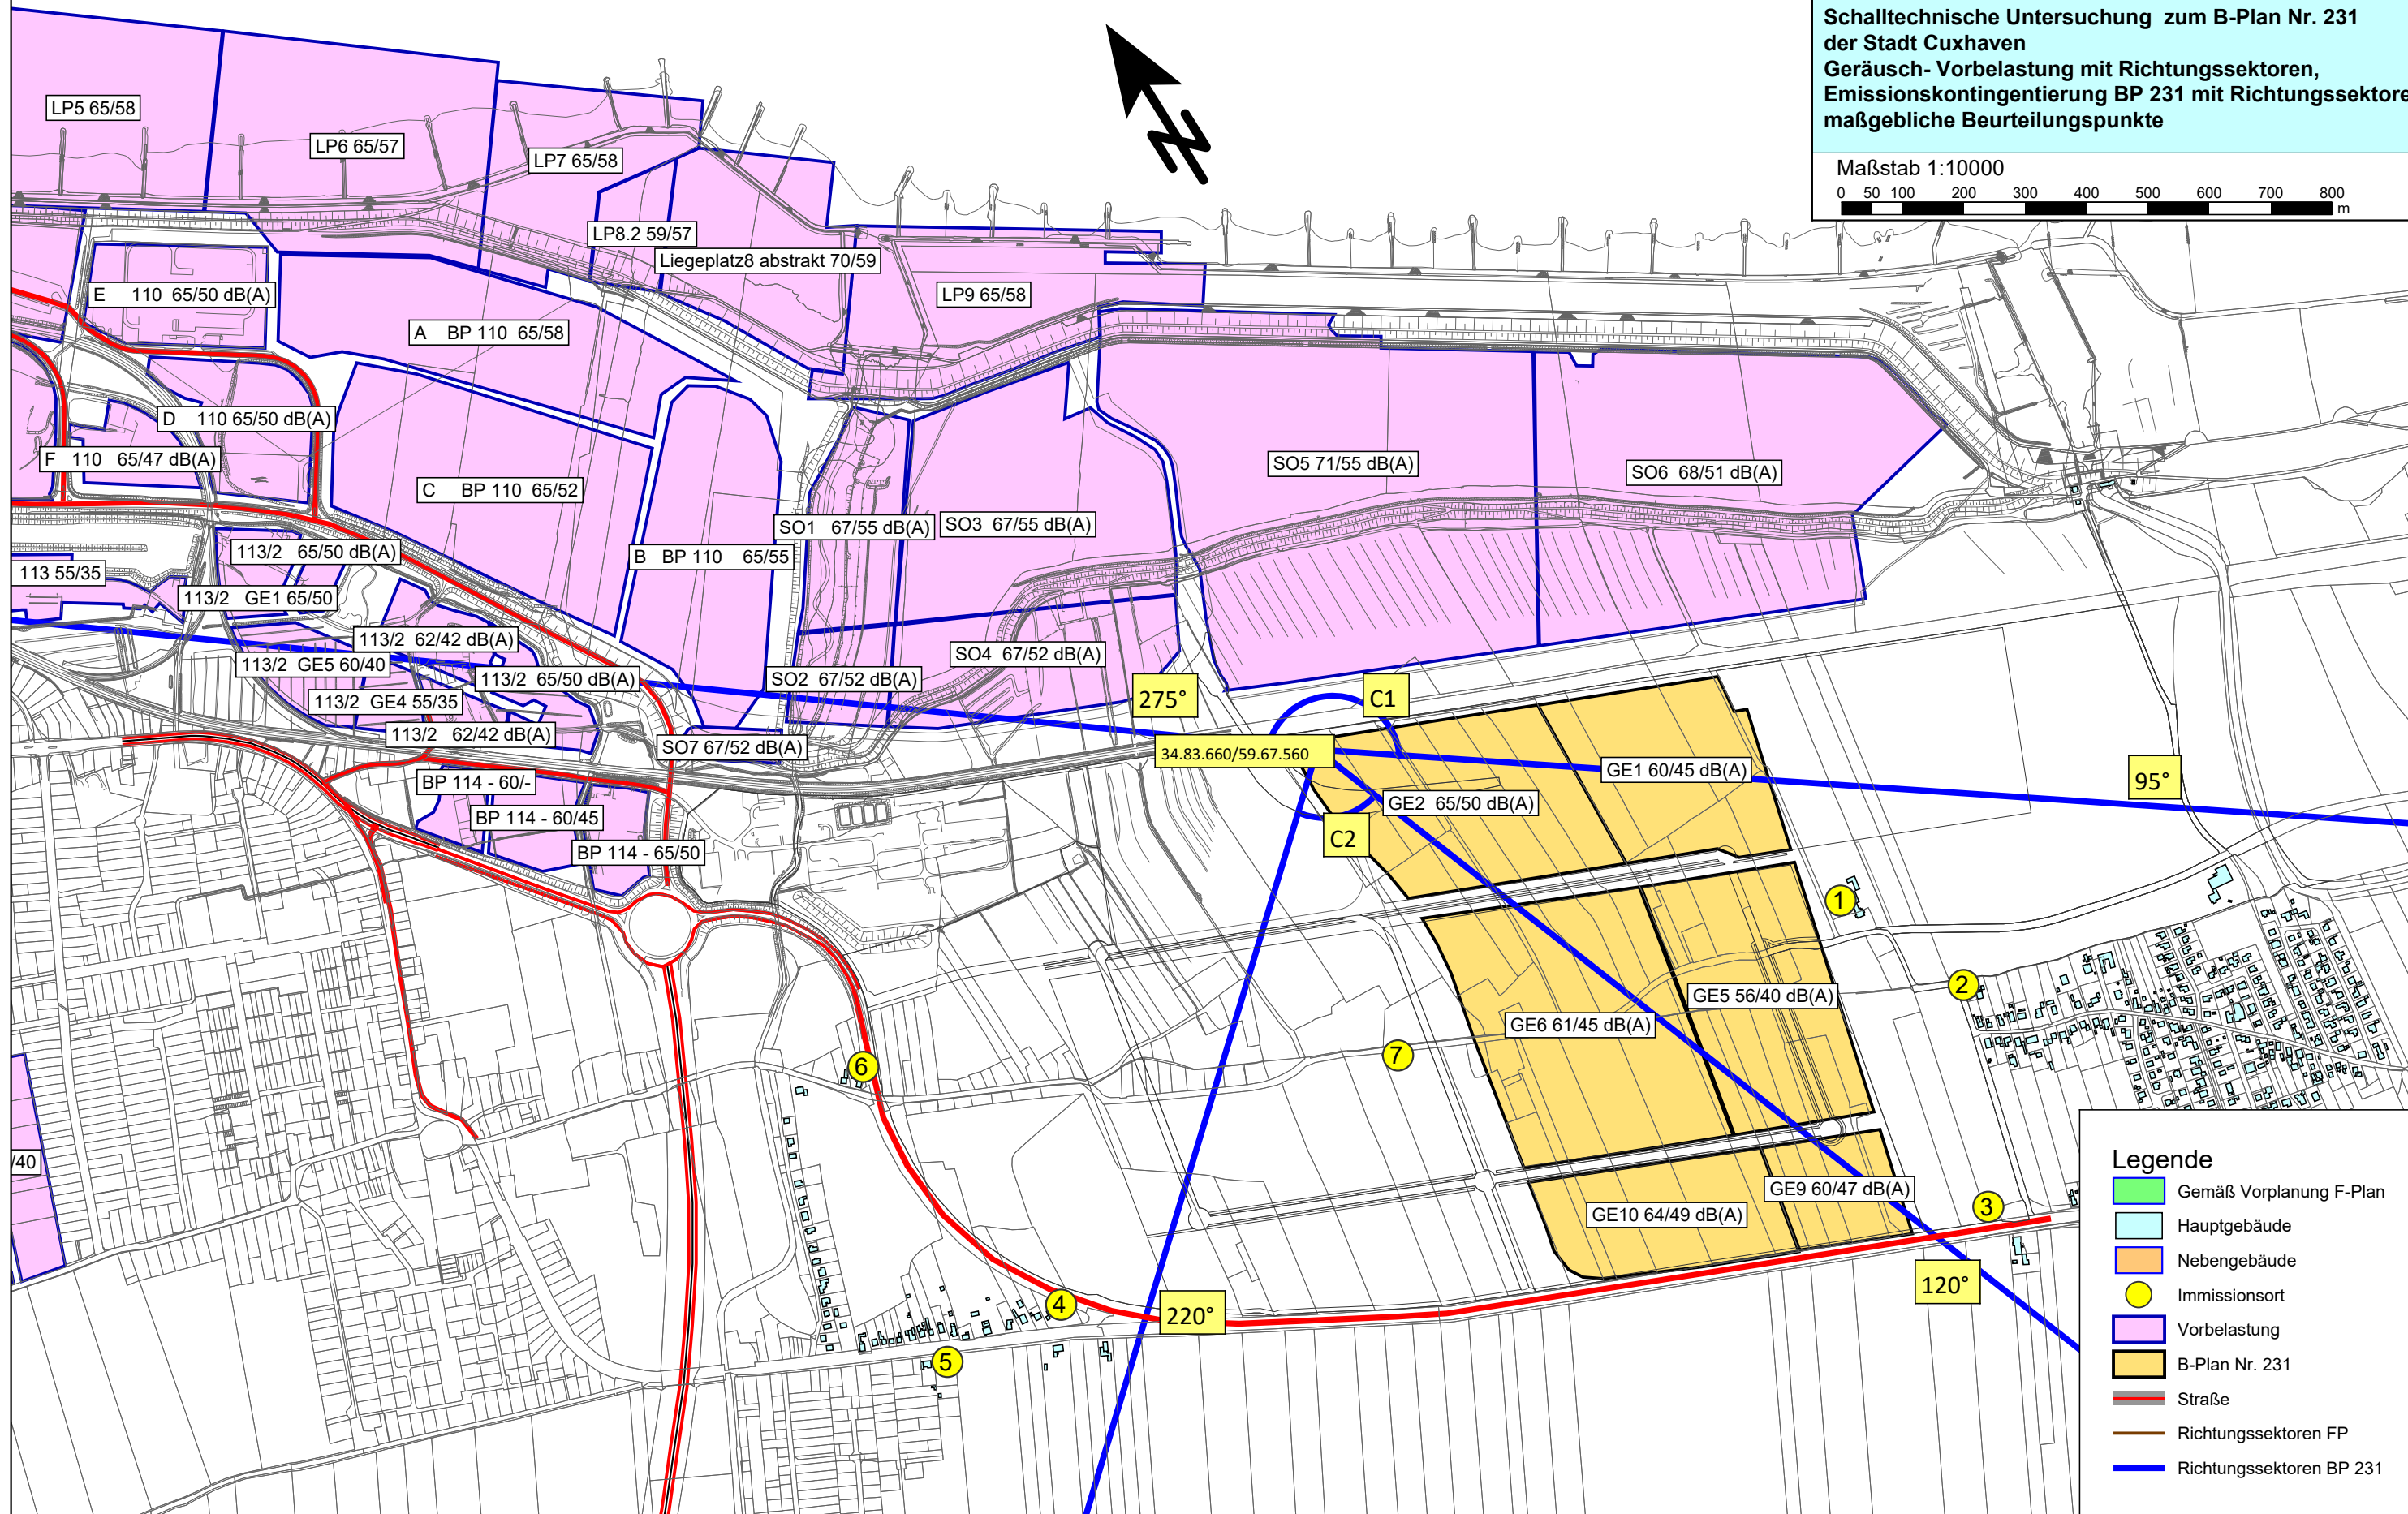 Schalltechnische Untersuchung zum B-Plan Nr. 231
der Stadt Cuxhaven
Geräusch- Vorbelastung mit Richtungssektoren,
Emissionskontingentierung BP 231 mit Richtungssektore
maßgebliche Beurteilungspunkte
Maßstab 1:10000
0 50 100 200 300 400 500 600 700 800
m
N
LP5 65/58
LP6 65/57
LP7 65/58
LP8.2 59/57
Liegeplatz8 abstrakt 70/59
LP9 65/58
E 110 65/50 dB(A)
A BP 110 65/58
D 110 65/50 dB(A)
F 110 65/47 dB(A)
C BP 110 65/52
SO5 71/55 dB(A)
SO6 68/51 dB(A)
SO1 67/55 dB(A)
SO3 67/55 dB(A)
B BP 110 65/55
113/2 65/50 dB(A)
113 55/35
113/2 GE1 65/50
113/2 62/42 dB(A)
113/2 GE5 60/40
113/2 65/50 dB(A)
SO4 67/52 dB(A)
SO2 67/52 dB(A)
113/2 GE4 55/35
113/2 62/42 dB(A)
SO7 67/52 dB(A)
275°
C1
34.83.660/59.67.560
GE1 60/45 dB(A)
95°
BP 114 - 60/-
BP 114 - 60/45
BP 114 - 65/50
GE2 65/50 dB(A)
C2
1
2
GE5 56/40 dB(A)
GE6 61/45 dB(A)
7
6
/40
GE9 60/47 dB(A)
GE10 64/49 dB(A)
3
120°
4
220°
5
Legende
Gemäß Vorplanung F-Plan
Hauptgebäude
Nebengebäude
Immissionsort
Vorbelastung
B-Plan Nr. 231
Straße
Richtungssektoren FP
Richtungssektoren BP 231